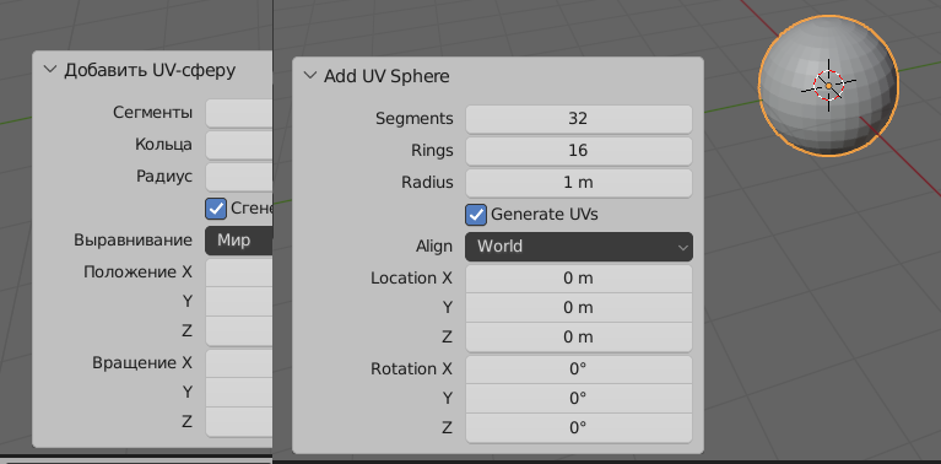 Добавить UV-сферу
Сегменты
Кольца
Радиус
Выравнивание Мир
Положение X
Y
Z
Вращение X
Y
Z
Add UV Sphere
Segments 32
Rings 16
Radius 1 m
Generate UVs
Align World
Location X 0 m
Y 0 m
Z 0 m
Rotation X 0°
Y 0°
Z 0°